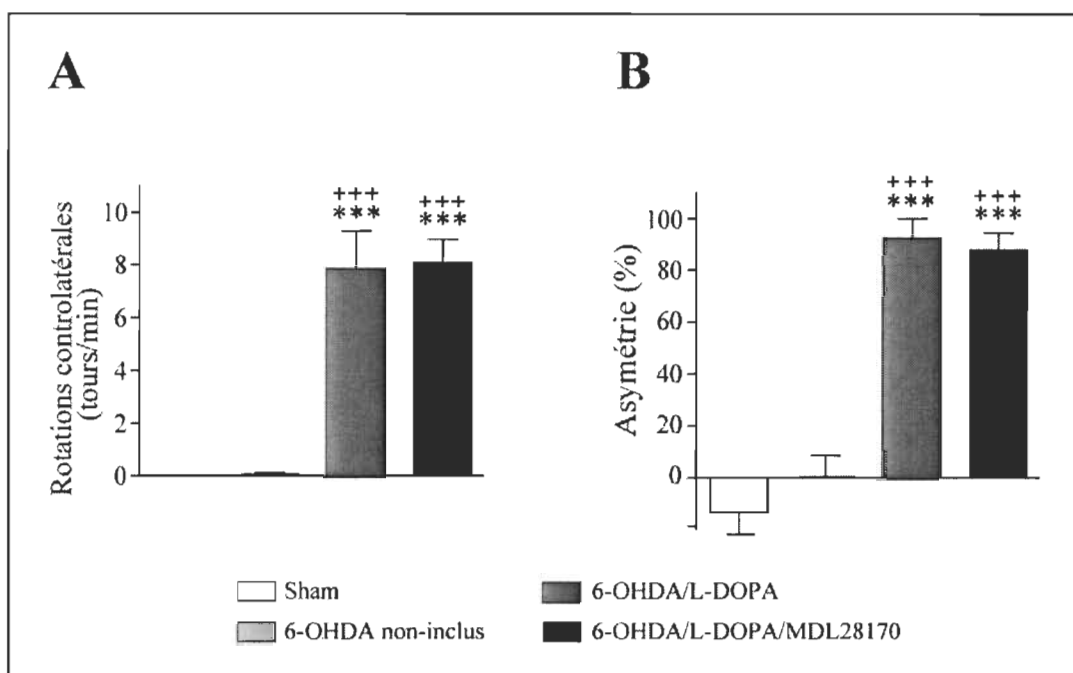 A
B
Rotations controlatérales
(tours/min)
10
8
6
4
2
0
+++
***
+++
***
Asymétrie (%)
100
80
60
40
20
0
+++
***
+++
***
Sham
6-OHDA/L-DOPA
6-OHDA non-inclus
6-OHDA/L-DOPA/MDL28170